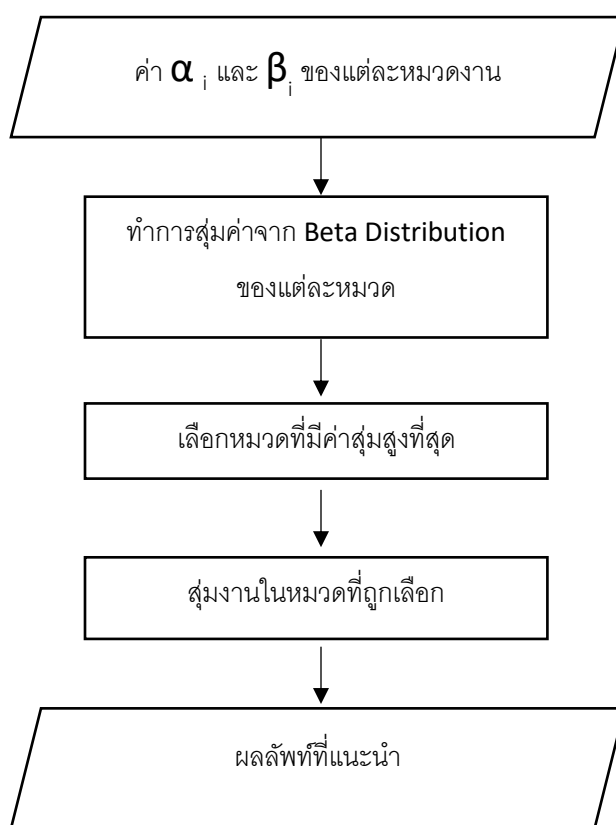 ค่า α i และ β i ของแต่ละหมวดงาน
ทำการสุ่มค่าจาก Beta Distribution
ของแต่ละหมวด
เลือกหมวดที่มีค่าสุ่มสูงที่สุด
สุ่มงานในหมวดที่ถูกเลือก
ผลลัพท์ที่แนะนำ